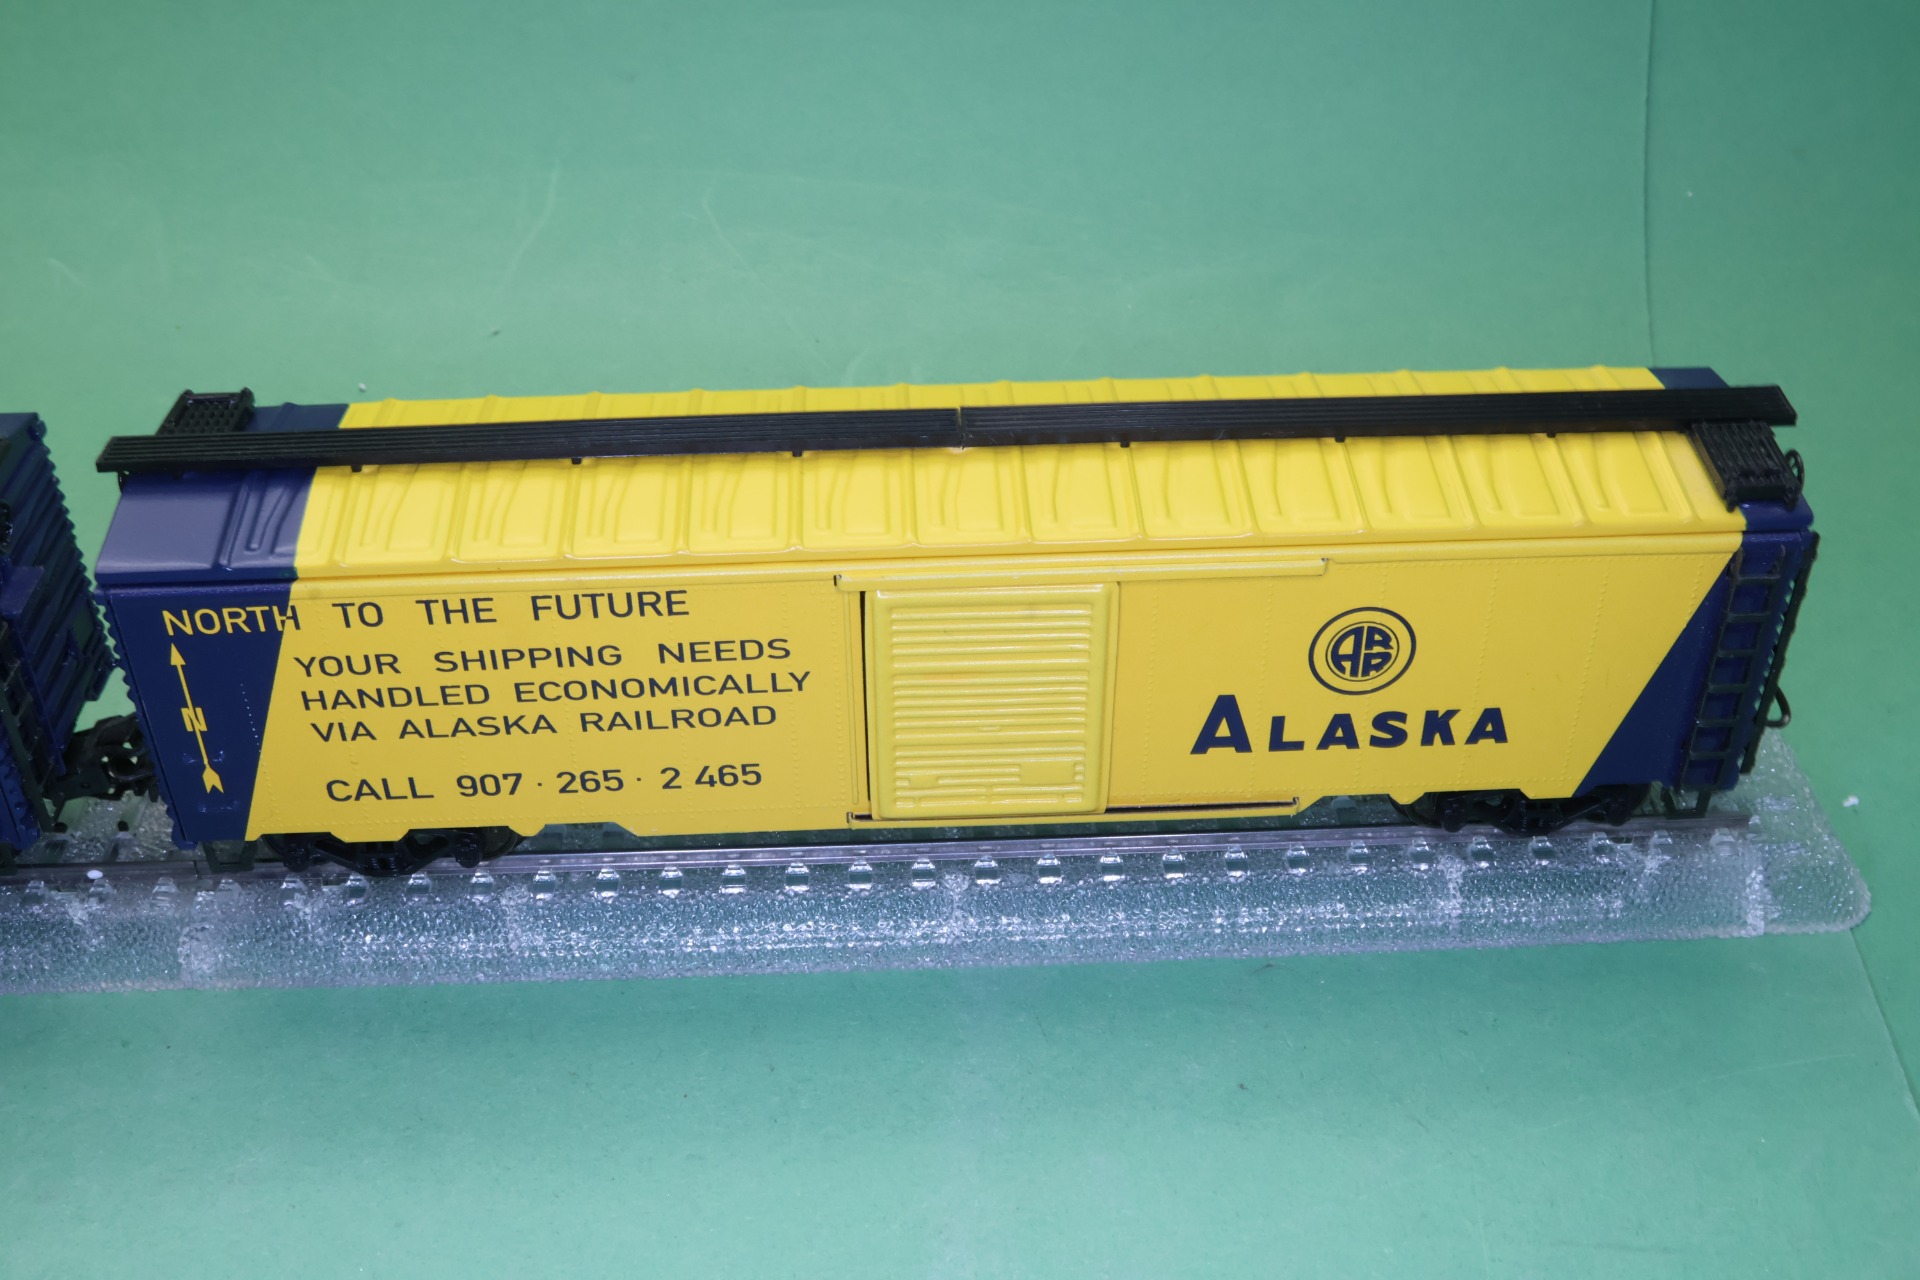 NORTH TO THE FUTURE
N
YOUR SHIPPING NEEDS
HANDLED ECONOMICALLY
VIA ALASKA RAILROAD
CALL 907 · 265 · 2 465
ARR
ALASKA